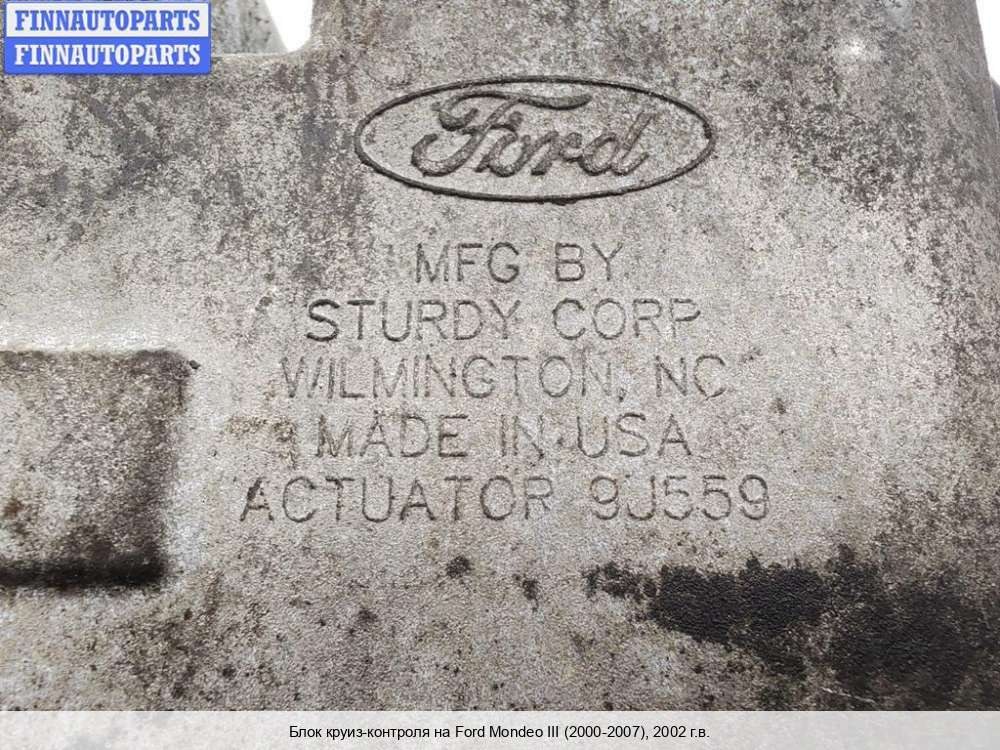 FINNAUTOPARTS
FINNAUTOPARTS
Ford
MFG BY
STURDY CORP
WILMINGTON, NC
MADE IN USA
ACTUATOR 9J559
Блок круиз-контроля на Ford Mondeo III (2000-2007), 2002 г.в.